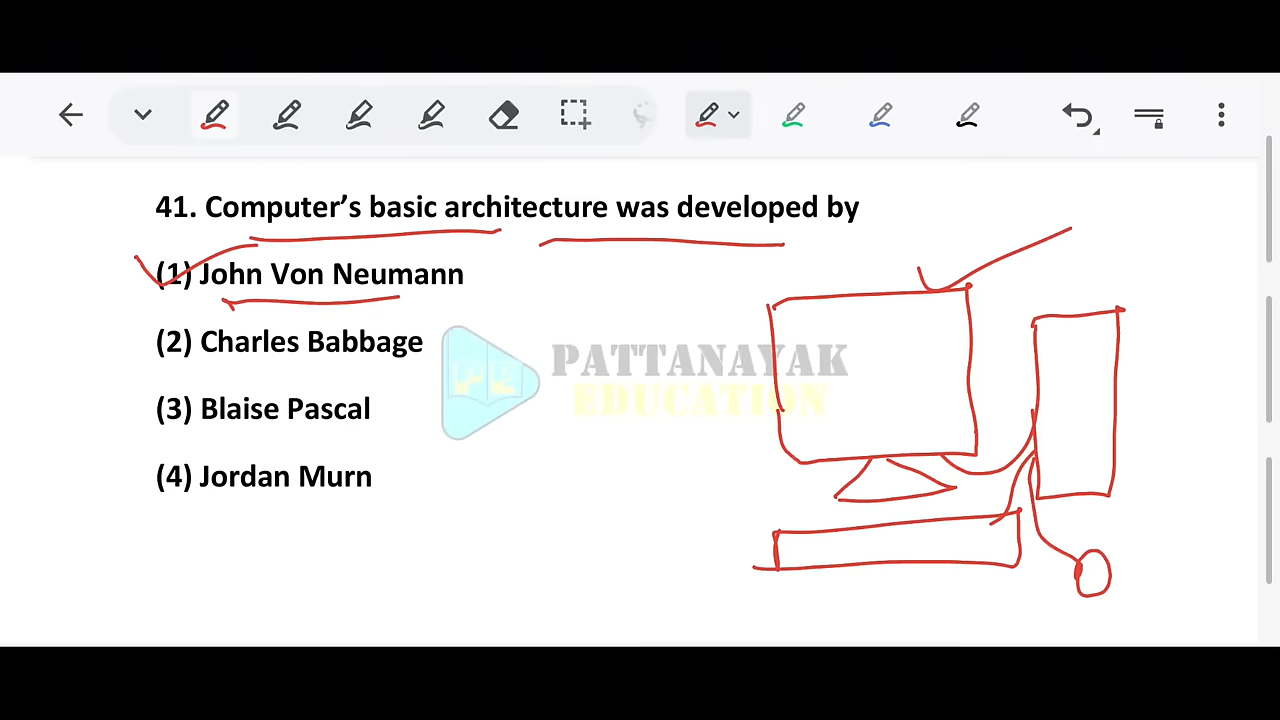 41. Computer’s basic architecture was developed by
(1) John Von Neumann
(2) Charles Babbage
PATTANAYAK
EDUCATION
(3) Blaise Pascal
(4) Jordan Murn